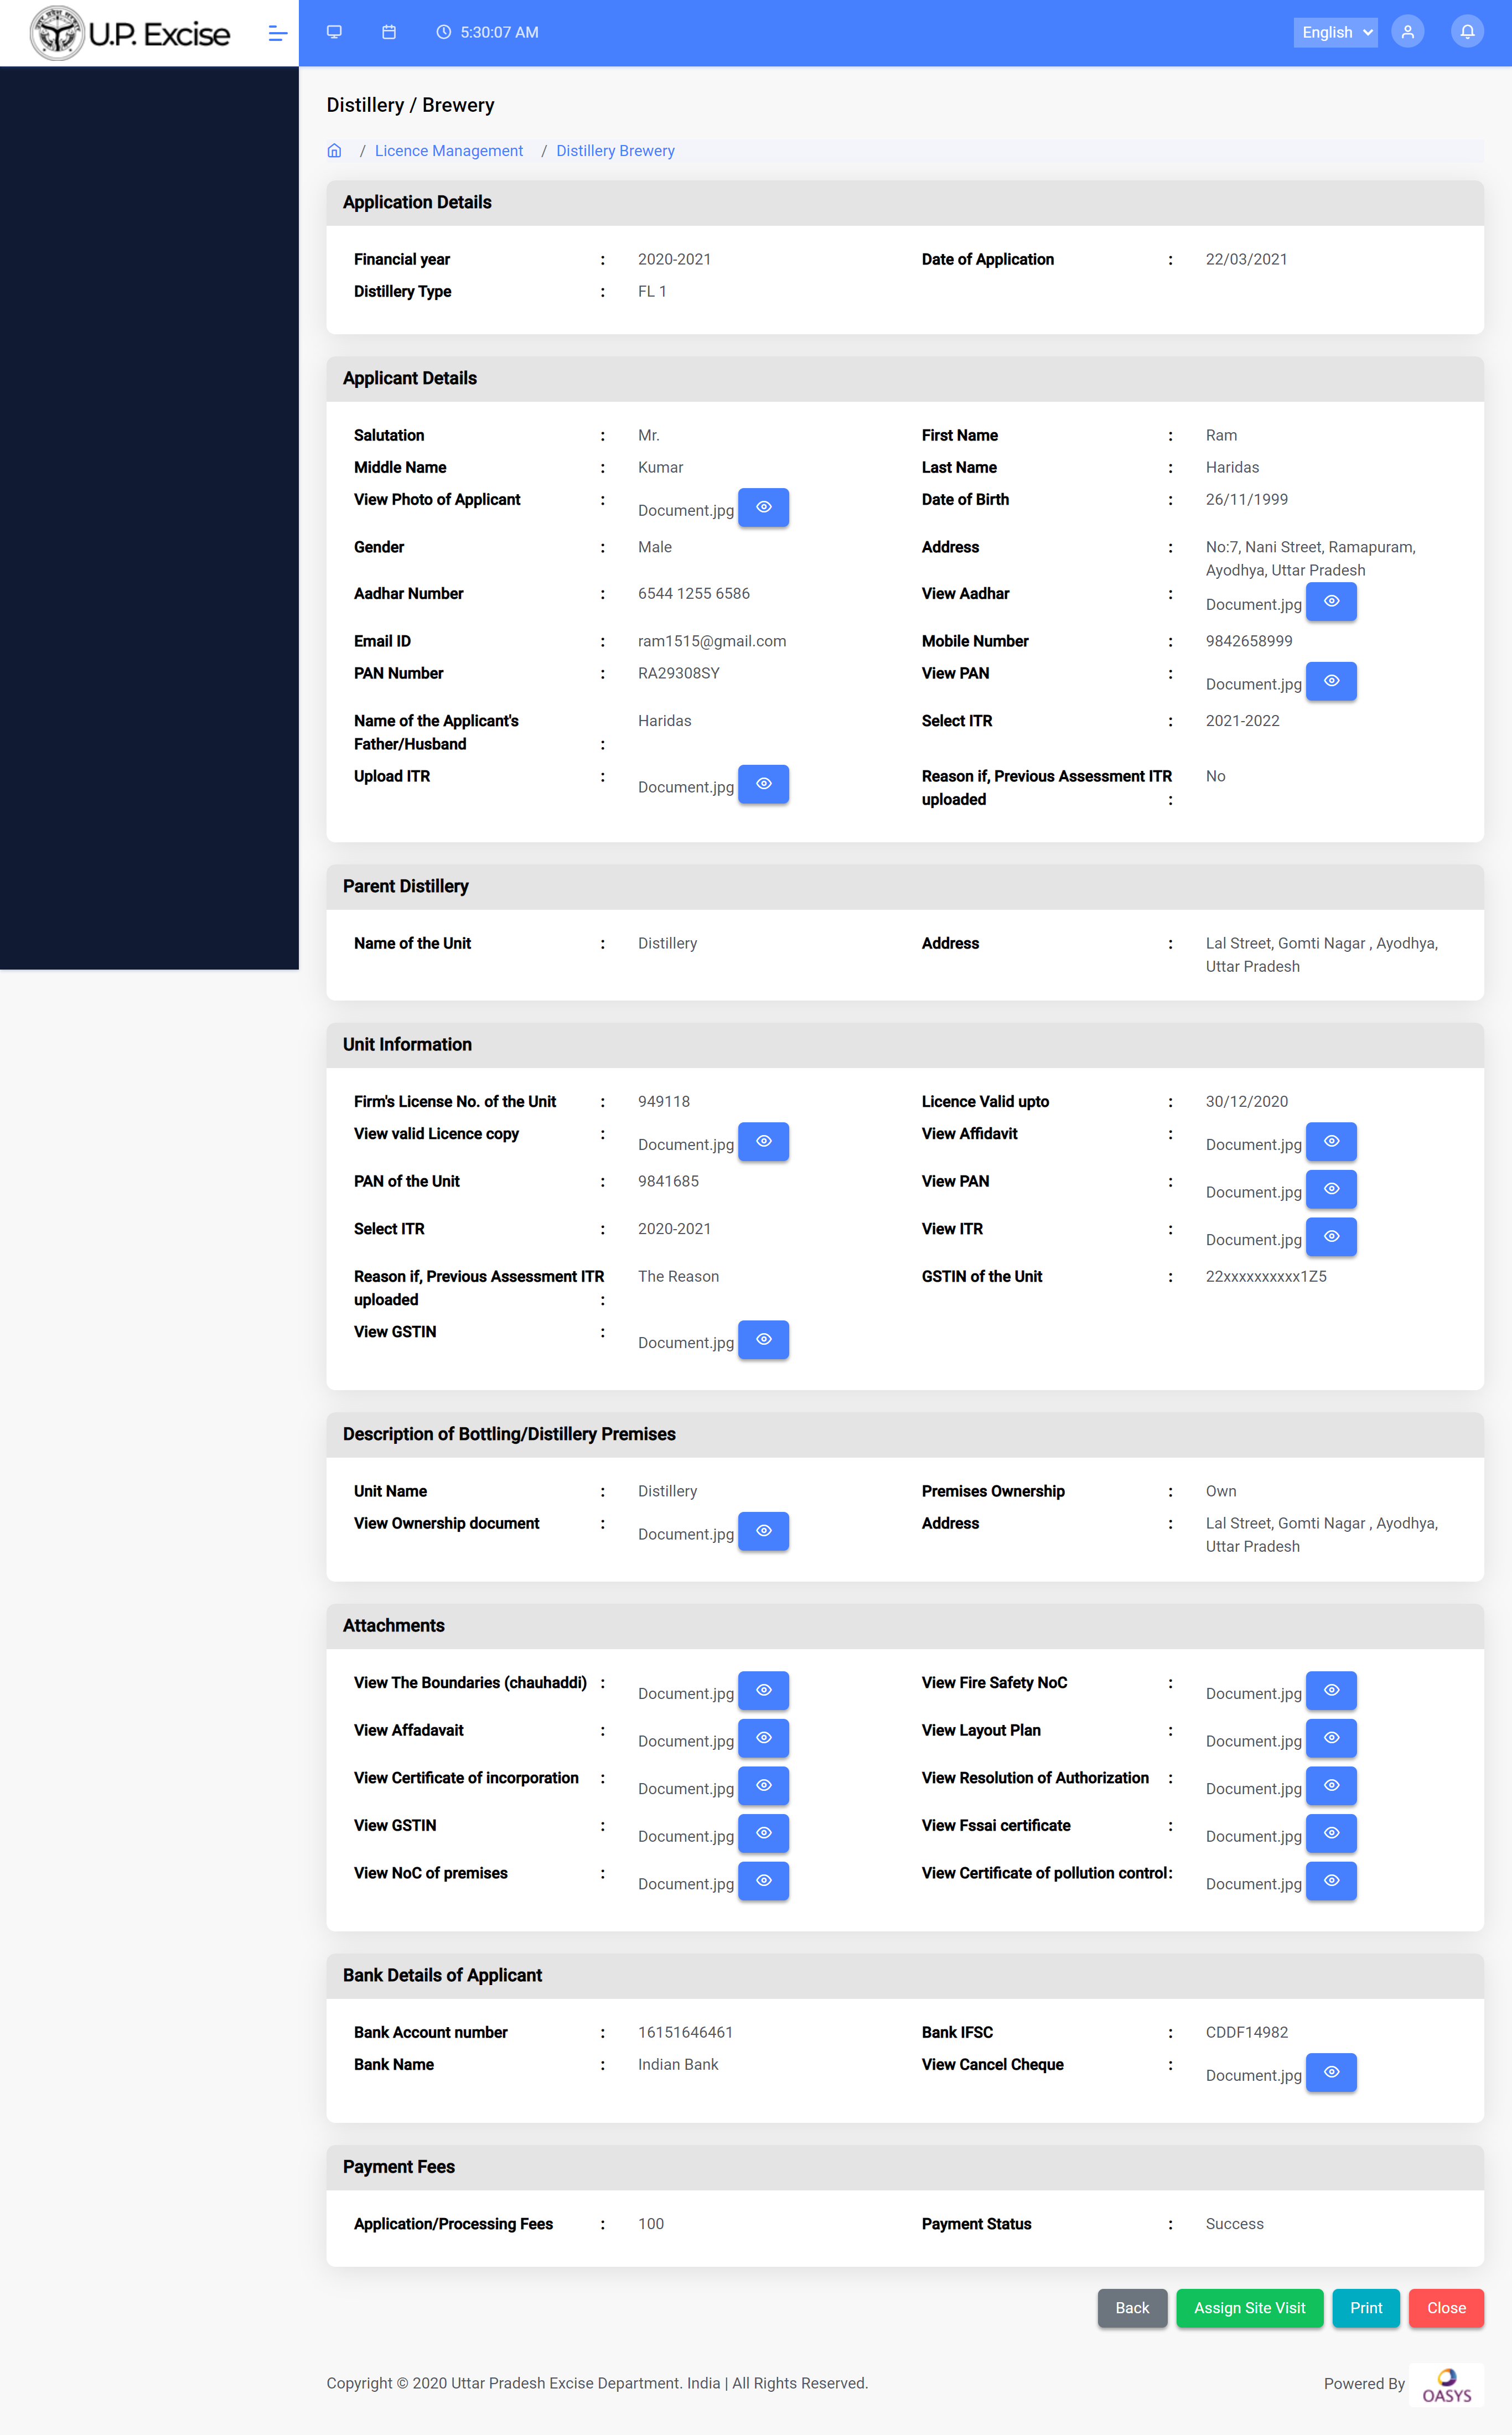 U.P. Excise
5:30:07 AM
English
Distillery / Brewery
/ Licence Management / Distillery Brewery
Application Details
Financial year : 2020-2021 Date of Application : 22/03/2021
Distillery Type : FL 1
Applicant Details
Salutation : Mr. First Name : Ram
Middle Name : Kumar Last Name : Haridas
View Photo of Applicant : Document.jpg Date of Birth : 26/11/1999
Gender : Male Address : No:7, Nani Street, Ramapuram,
Ayodhya, Uttar Pradesh
Aadhar Number : 6544 1255 6586 View Aadhar : Document.jpg
Email ID : ram1515@gmail.com Mobile Number : 9842658999
PAN Number : RA29308SY View PAN : Document.jpg
Name of the Applicant's Haridas Select ITR : 2021-2022
Father/Husband :
Upload ITR : Document.jpg Reason if, Previous Assessment ITR No
uploaded :
Parent Distillery
Name of the Unit : Distillery Address : Lal Street, Gomti Nagar , Ayodhya,
Uttar Pradesh
Unit Information
Firm's License No. of the Unit : 949118 Licence Valid upto : 30/12/2020
View valid Licence copy : Document.jpg View Affidavit : Document.jpg
PAN of the Unit : 9841685 View PAN : Document.jpg
Select ITR : 2020-2021 View ITR : Document.jpg
Reason if, Previous Assessment ITR The Reason GSTIN of the Unit : 22xxxxxxxxxx1Z5
uploaded :
View GSTIN : Document.jpg
Description of Bottling/Distillery Premises
Unit Name : Distillery Premises Ownership : Own
View Ownership document : Document.jpg Address : Lal Street, Gomti Nagar , Ayodhya,
Uttar Pradesh
Attachments
View The Boundaries (chauhaddi) : Document.jpg View Fire Safety NoC : Document.jpg
View Affadavait : Document.jpg View Layout Plan : Document.jpg
View Certificate of incorporation : Document.jpg View Resolution of Authorization : Document.jpg
View GSTIN : Document.jpg View Fssai certificate : Document.jpg
View NoC of premises : Document.jpg View Certificate of pollution control : Document.jpg
Bank Details of Applicant
Bank Account number : 16151646461 Bank IFSC : CDDF14982
Bank Name : Indian Bank View Cancel Cheque : Document.jpg
Payment Fees
Application/Processing Fees : 100 Payment Status : Success
Back Assign Site Visit Print Close
Copyright © 2020 Uttar Pradesh Excise Department. India | All Rights Reserved. Powered By OASYS